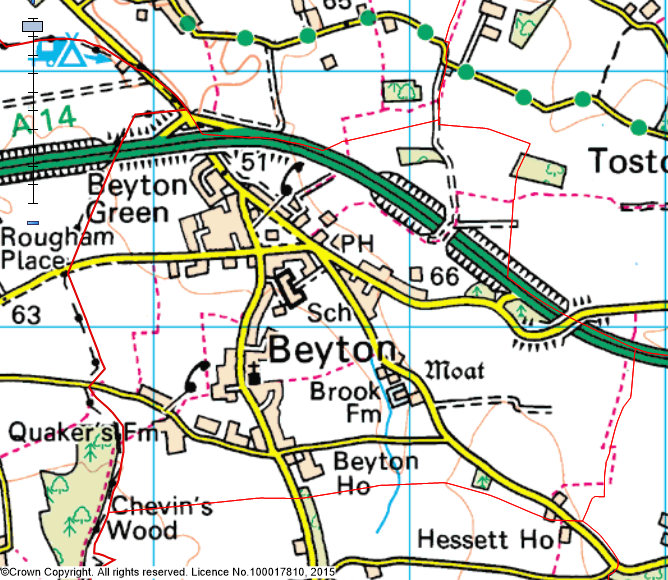 65
A 14
51
Tosto
Beyton
Green
Rougham
Place
PH
66
63
Sch
Beyton
Moat
Brook
Fm
Quaker's Fm
Beyton
Ho
Chevin's
Wood
Hessett Ho
©Crown Copyright. All rights reserved. Licence No.100017810, 2015